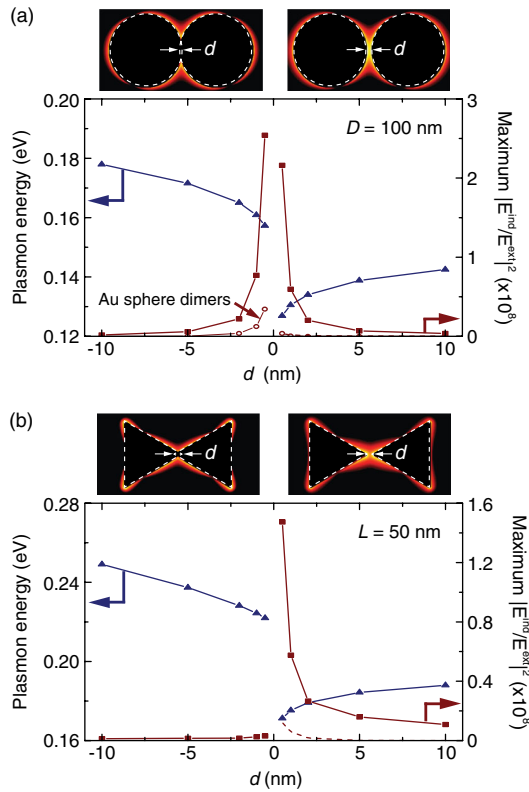 (a)
d
d
0.20
0.18
0.16
0.14
0.12
Plasmon energy (eV)
D = 100 nm
Au sphere dimers
3
2
1
0
Maximum |E^ind/E^ext|^2
(x10^8)
-10
-5
0
5
10
d (nm)
(b)
d
d
0.28
0.24
0.20
0.16
Plasmon energy (eV)
L = 50 nm
1.6
1.2
0.8
0.4
0
Maximum |E^ind/E^ext|^2 (x10^8)
-10
-5
0
5
10
d (nm)